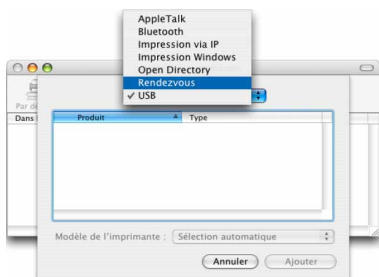 AppleTalk
Bluetooth
Impression via IP
Impression Windows
Open Directory
Rendezvous
✓ USB
Par dé
Dans
Produit Type
Modèle de l'imprimante : Sélection automatique
Annuler Ajouter